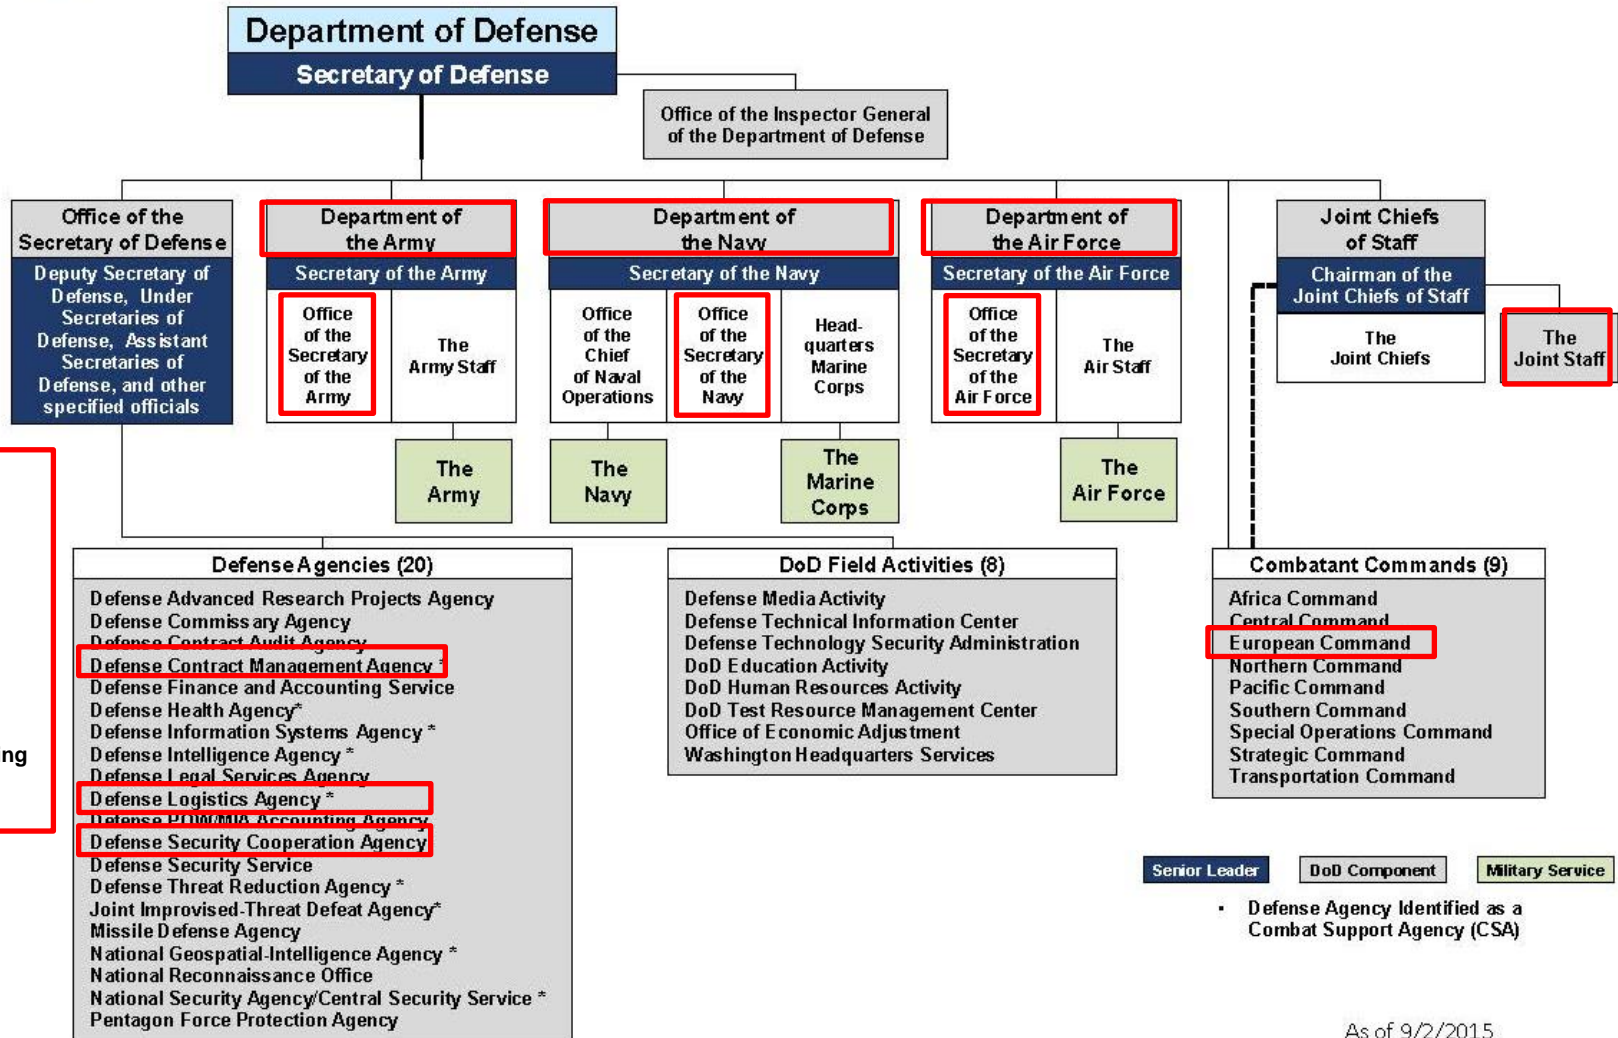 Department of Defense
Secretary of Defense
Office of the Inspector General
of the Department of Defense
Office of the
Secretary of Defense
Deputy Secretary of
Defense, Under
Secretaries of
Defense, Assistant
Secretaries of
Defense, and other
specified officials
Department of
the Army
Secretary of the Army
Office
of the
Secretary
of the
Army
The
Army Staff
The
Army
Department of
the Navy
Secretary of the Navy
Office
of the
Chief
of Naval
Operations
Office
of the
Secretary
of the
Navy
Head-
quarters
Marine
Corps
The
Navy
The
Marine
Corps
Department of
the Air Force
Secretary of the Air Force
Office
of the
Secretary
of the
Air Force
The
Air Staff
The
Air Force
Joint Chiefs
of Staff
Chairman of the
Joint Chiefs of Staff
The
Joint Chiefs
The
Joint Staff
ing
Defense Agencies (20)
Defense Advanced Research Projects Agency
Defense Commissary Agency
Defense Contract Audit Agency
Defense Contract Management Agency *
Defense Finance and Accounting Service
Defense Health Agency*
Defense Information Systems Agency *
Defense Intelligence Agency *
Defense Legal Services Agency
Defense Logistics Agency *
Defense POW/MIA Accounting Agency
Defense Security Cooperation Agency
Defense Security Service
Defense Threat Reduction Agency *
Joint Improvised-Threat Defeat Agency*
Missile Defense Agency
National Geospatial-Intelligence Agency *
National Reconnaissance Office
National Security Agency/Central Security Service *
Pentagon Force Protection Agency
DoD Field Activities (8)
Defense Media Activity
Defense Technical Information Center
Defense Technology Security Administration
DoD Education Activity
DoD Human Resources Activity
DoD Test Resource Management Center
Office of Economic Adjustment
Washington Headquarters Services
Combatant Commands (9)
Africa Command
Central Command
European Command
Northern Command
Pacific Command
Southern Command
Special Operations Command
Strategic Command
Transportation Command
Senior Leader
DoD Component
Military Service
• Defense Agency Identified as a
Combat Support Agency (CSA)
As of 9/2/2015